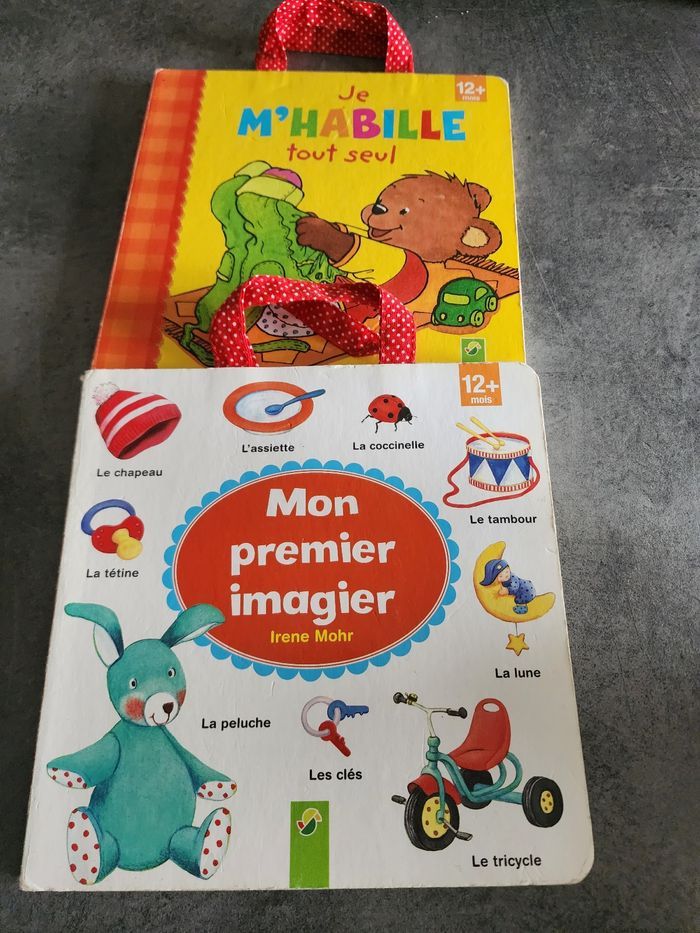 Je
12+
mois
M'HABILLE
tout seul
12+
mois
L'assiette
La coccinelle
Le chapeau
Mon
premier
imagier
Irene Mohr
Le tambour
La tétine
La lune
La peluche
Les clés
Le tricycle